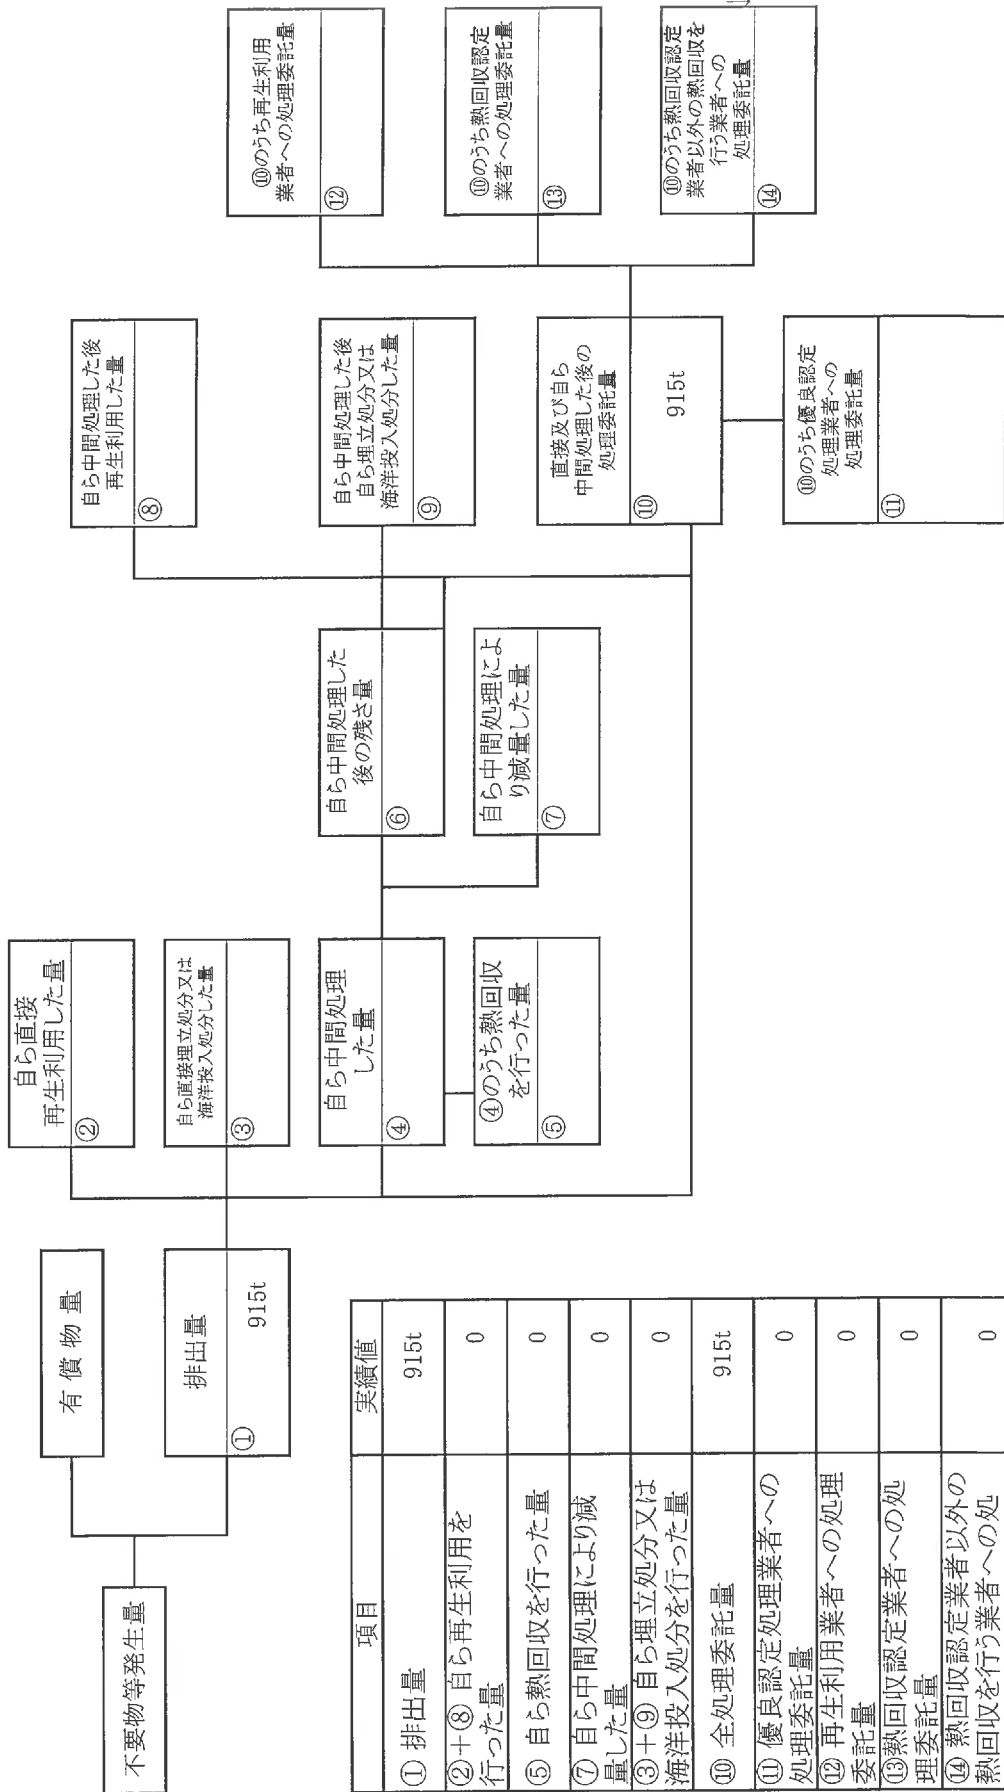 不要物等発生量
有償物量
排出量
①
915t
自ら直接
再生利用した量
②
自ら直接埋立処分又は
海洋投入処分した量
③
自ら中間処理
した量
④
④のうち熱回収
を行った量
⑤
自ら中間処理した
後の残さ量
⑥
自ら中間処理によ
り減量した量
⑦
自ら中間処理した後
再生利用した量
⑧
自ら中間処理した後
自ら埋立処分又は
海洋投入処分した量
⑨
直接及び自ら
中間処理した後の
処理委託量
⑩
915t
⑩のうち優良認定
処理業者への
処理委託量
⑪
⑩のうち再生利用
業者への処理委託量
⑫
⑩のうち熱回収認定
業者への処理委託量
⑬
⑩のうち熱回収認定
業者以外の熱回収を
行う業者への
処理委託量
⑭
項目 実績値
① 排出量 915t
②+⑧ 自ら再生利用を
行った量 0
⑤ 自ら熱回収を行った量 0
⑦ 自ら中間処理により減
量した量 0
③+⑨ 自ら埋立処分又は
海洋投入処分を行った量 0
⑩ 全処理委託量 915t
⑪ 優良認定処理業者への
処理委託量 0
⑫ 再生利用業者への処理
委託量 0
⑬熱回収認定業者への処
理委託量 0
⑭ 熱回収認定業者以外の
熱回収を行う業者への処 0